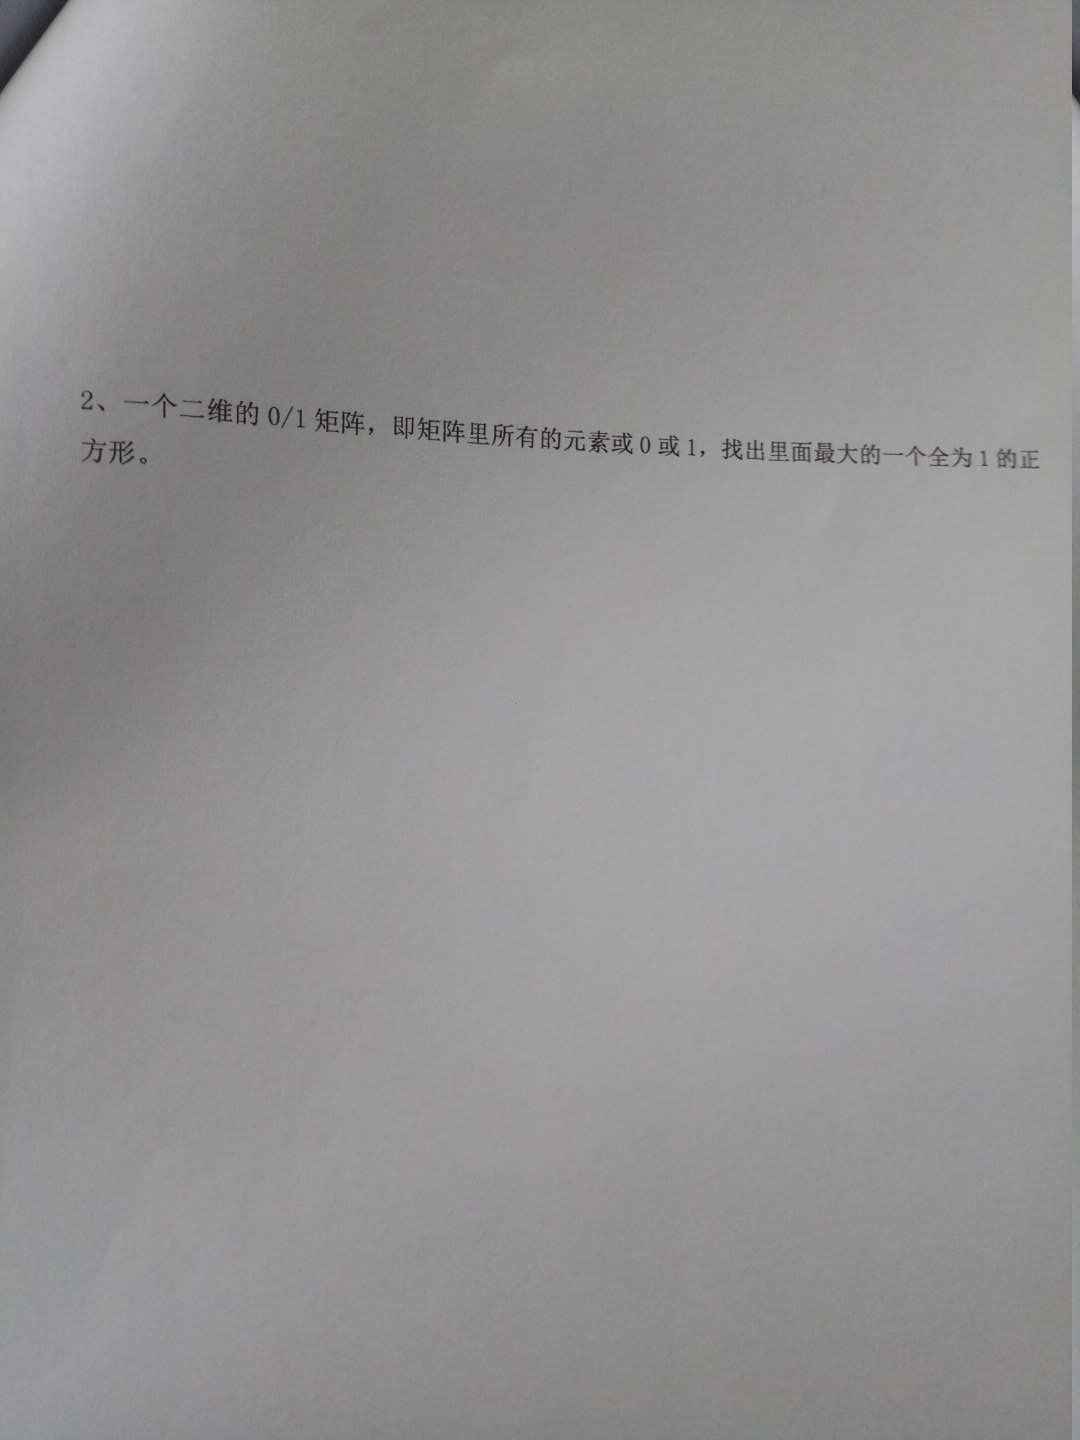 2、一个二维的 0/1 矩阵，即矩阵里所有的元素或 0 或 1，找出里面最大的一个全为 1 的正
方形。